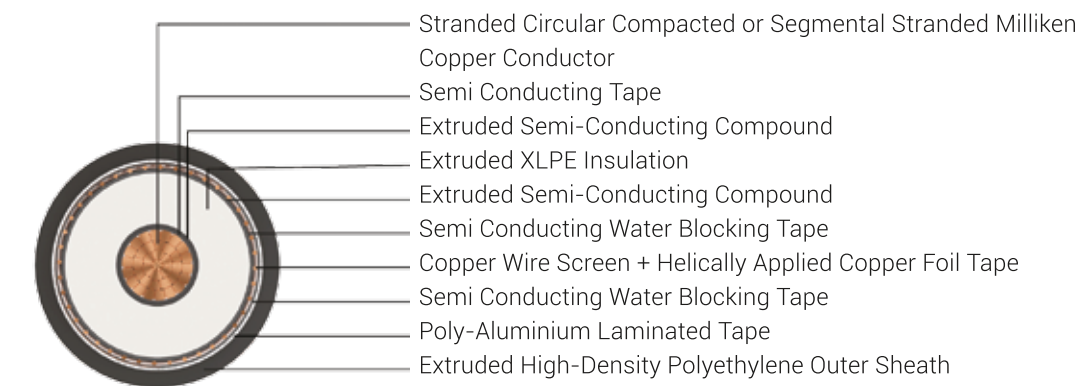 Stranded Circular Compacted or Segmental Stranded Milliken
Copper Conductor
Semi Conducting Tape
Extruded Semi-Conducting Compound
Extruded XLPE Insulation
Extruded Semi-Conducting Compound
Semi Conducting Water Blocking Tape
Copper Wire Screen + Helically Applied Copper Foil Tape
Semi Conducting Water Blocking Tape
Poly-Aluminium Laminated Tape
Extruded High-Density Polyethylene Outer Sheath